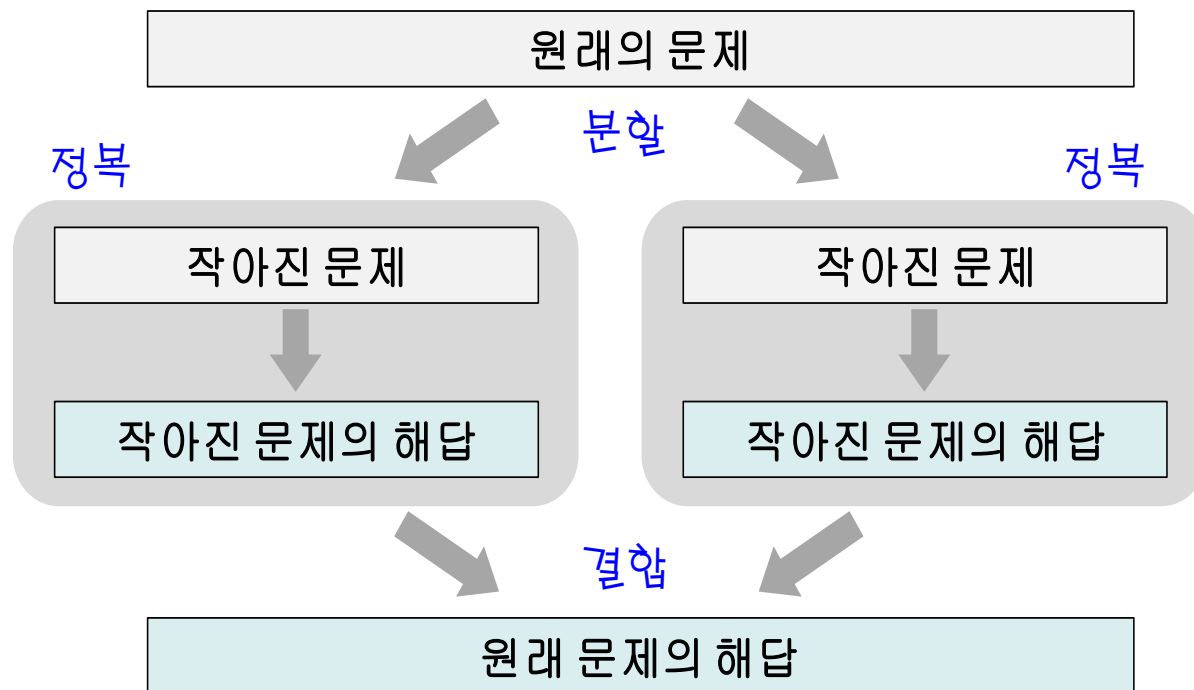 원래의 문제
분할
정복
정복
작아진 문제
작아진 문제
작아진 문제의 해답
작아진 문제의 해답
결합
원래 문제의 해답